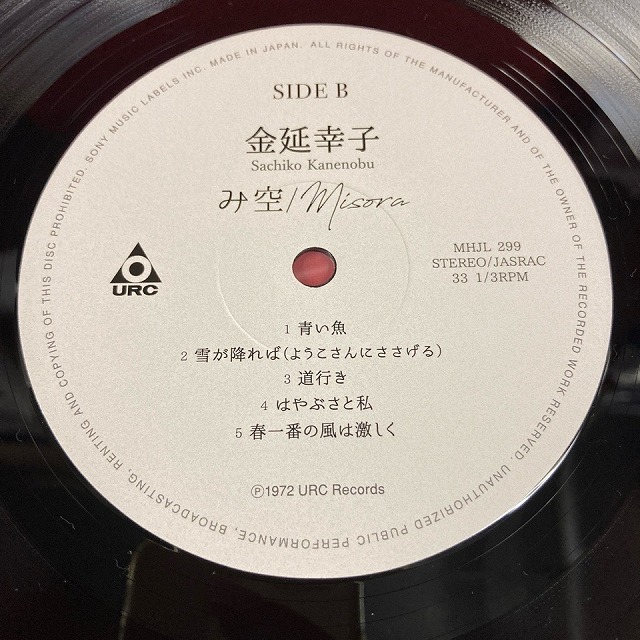 SIDE B
金延幸子
Sachiko Kanenobu
み空/Misora
URC
MHJL 299
STEREO/JASRAC
33 1/3RPM
1 青い魚
2 雪が降れば(ようこさんにささげる)
3 道行き
4 はやぶさと私
5 春一番の風は激しく
Ⓟ1972 URC Records
SONY MUSIC LABELS INC. MADE IN JAPAN. ALL RIGHTS OF THE MANUFACTURER AND OF THE OWNER OF THE RECORDED WORK RESERVED. UNAUTHORIZED PUBLIC PERFORMANCE, BROADCASTING, RENTING AND COPYING OF THIS DISC PROHIBITED.